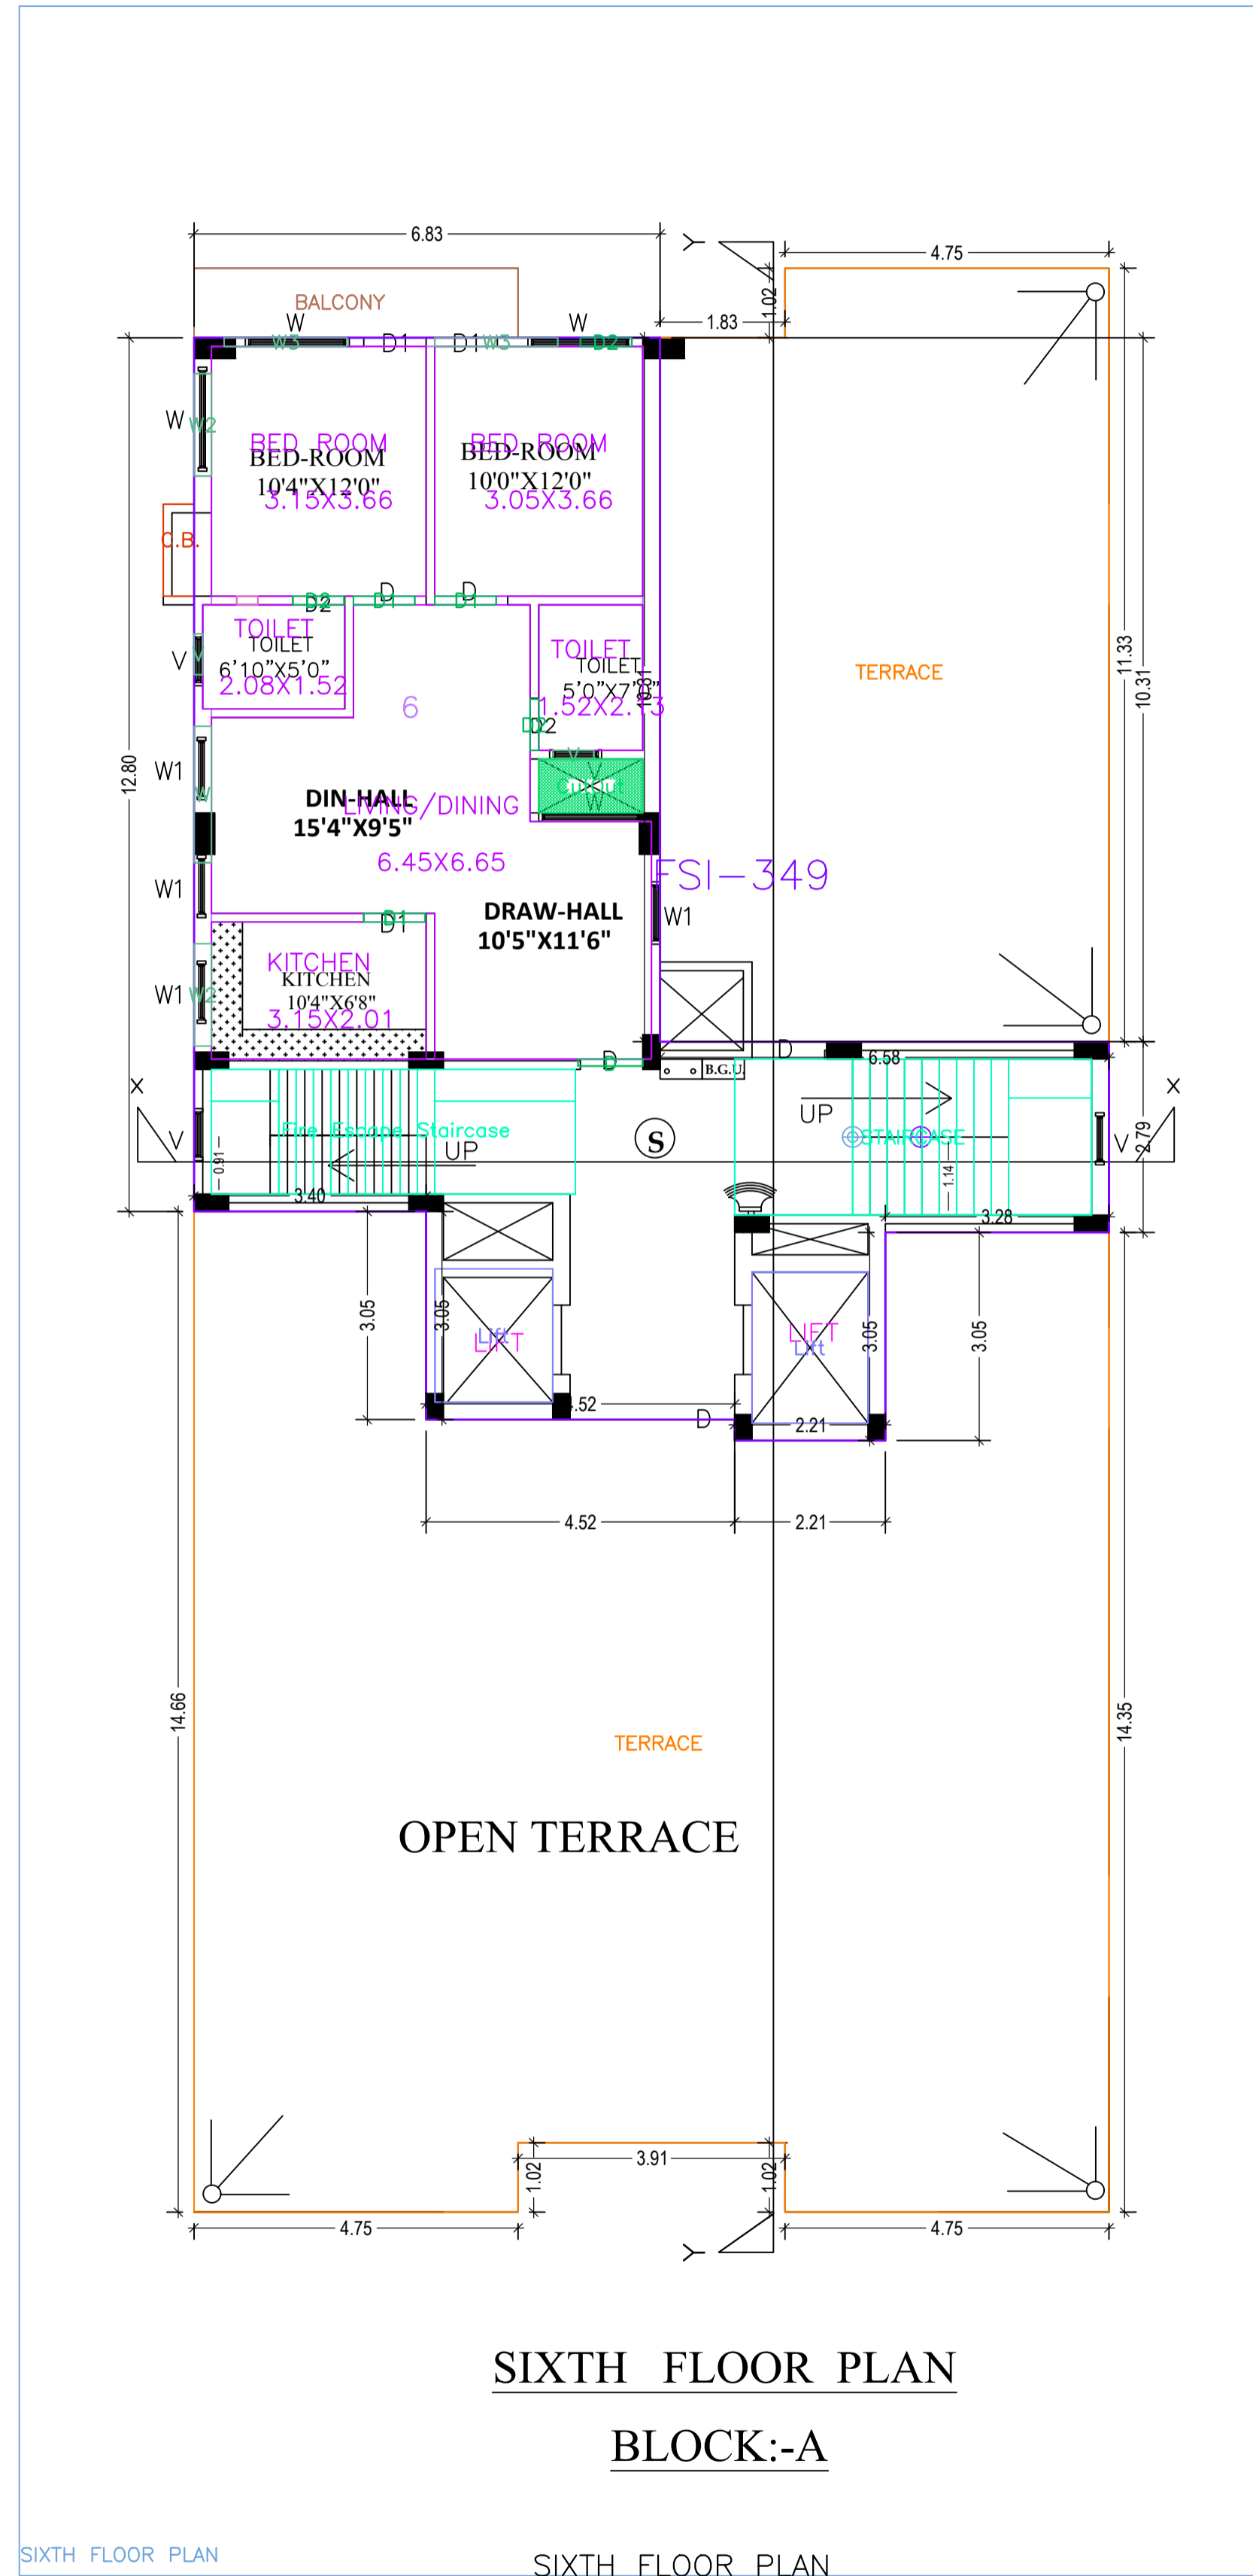 6.83
Y
4.75
1.02
BALCONY
1.83
W
W
W3
D1
D1
W3
D2
W
W2
BED ROOM
BED-ROOM
10'4"X12'0"
3.15X3.66
BED ROOM
BED-ROOM
10'0"X12'0"
3.05X3.66
C.B.
D
D
D2
D2
D1
D1
TOILET
TOILET
6'10"X5'0"
2.08X1.52
V
V
TOILET
TOILET
5'0"X7'0"
1.52X2.13
TERRACE
11.33
10.31
6
D2
D2
V
V
W
12.80
W1
W
DIN-HALL
15'4"X9'5"
LIVING/DINING
6.45X6.65
FSI-349
W1
DRAW-HALL
10'5"X11'6"
W1
D1
D1
KITCHEN
KITCHEN
10'4"X6'8"
3.15X2.01
W1
W2
D
D
6.58
B.G.U.
X
X
UP
Fire Escape Staircase
UP
S
STAIRCASE
V
V
0.91
1.14
2.79
3.40
3.28
3.05
3.05
Lift
LIFT
LIFT
Lift
3.05
3.05
D
2.21
4.52
2.21
14.66
14.35
TERRACE
OPEN TERRACE
3.91
1.02
1.02
4.75
4.75
Y
SIXTH FLOOR PLAN
BLOCK:-A
SIXTH FLOOR PLAN
SIXTH FLOOR PLAN